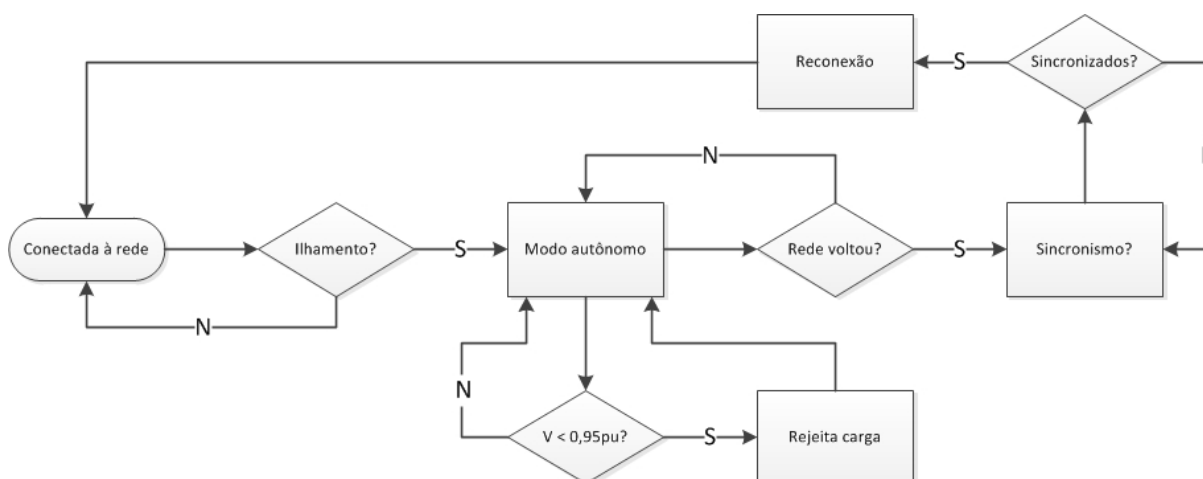 Reconexão
S
Sincronizados?
N
Conectada à rede
Ilhamento?
S
Modo autônomo
Rede voltou?
S
Sincronismo?
N
N
V < 0,95pu?
S
Rejeita carga